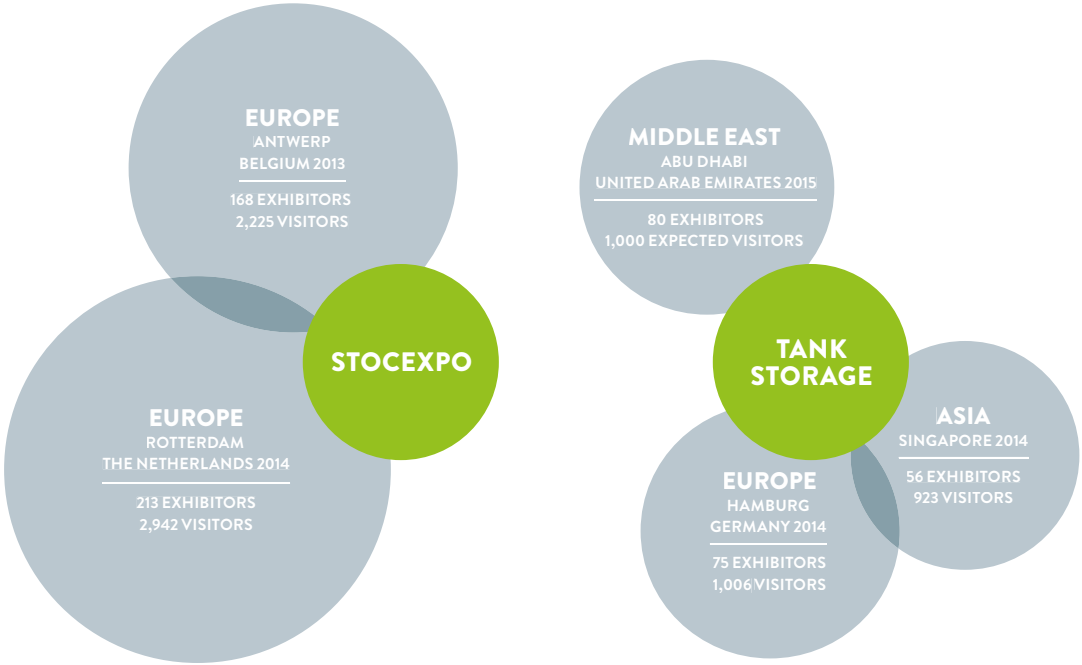 EUROPE
ANTWERP
BELGIUM 2013
168 EXHIBITORS
2,225 VISITORS
STOCEXPO
EUROPE
ROTTERDAM
THE NETHERLANDS 2014
213 EXHIBITORS
2,942 VISITORS
MIDDLE EAST
ABU DHABI
UNITED ARAB EMIRATES 2015
80 EXHIBITORS
1,000 EXPECTED VISITORS
TANK
STORAGE
ASIA
SINGAPORE 2014
56 EXHIBITORS
923 VISITORS
EUROPE
HAMBURG
GERMANY 2014
75 EXHIBITORS
1,006 VISITORS